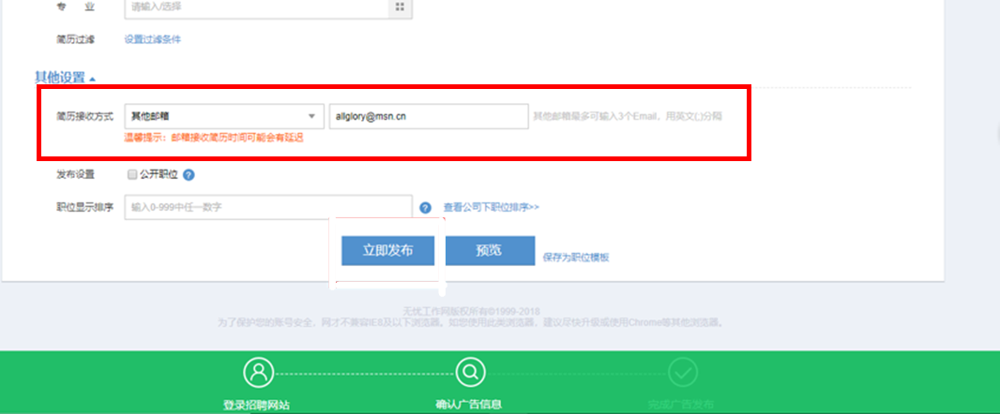 专 业 请输入/选择
简历过滤 设置过滤条件
其他设置
简历接收方式 其他邮箱 allglory@msn.cn 其他邮箱最多可输入3个Email，用英文(;)分隔
温馨提示：邮箱接收简历时间可能会有延迟
发布设置 公开职位 ?
职位显示排序 输入0-999中任一数字 ? 查看公司下职位排序>>
立即发布 预览 保存为职位模板
无忧工作网版权所有©1999-2018
为了保护您的账号安全，网才不兼容IE8及以下浏览器。如您使用此类浏览器，建议尽快升级或使用Chrome等其他浏览器。
登录招聘网站 确认广告信息 完成广告发布